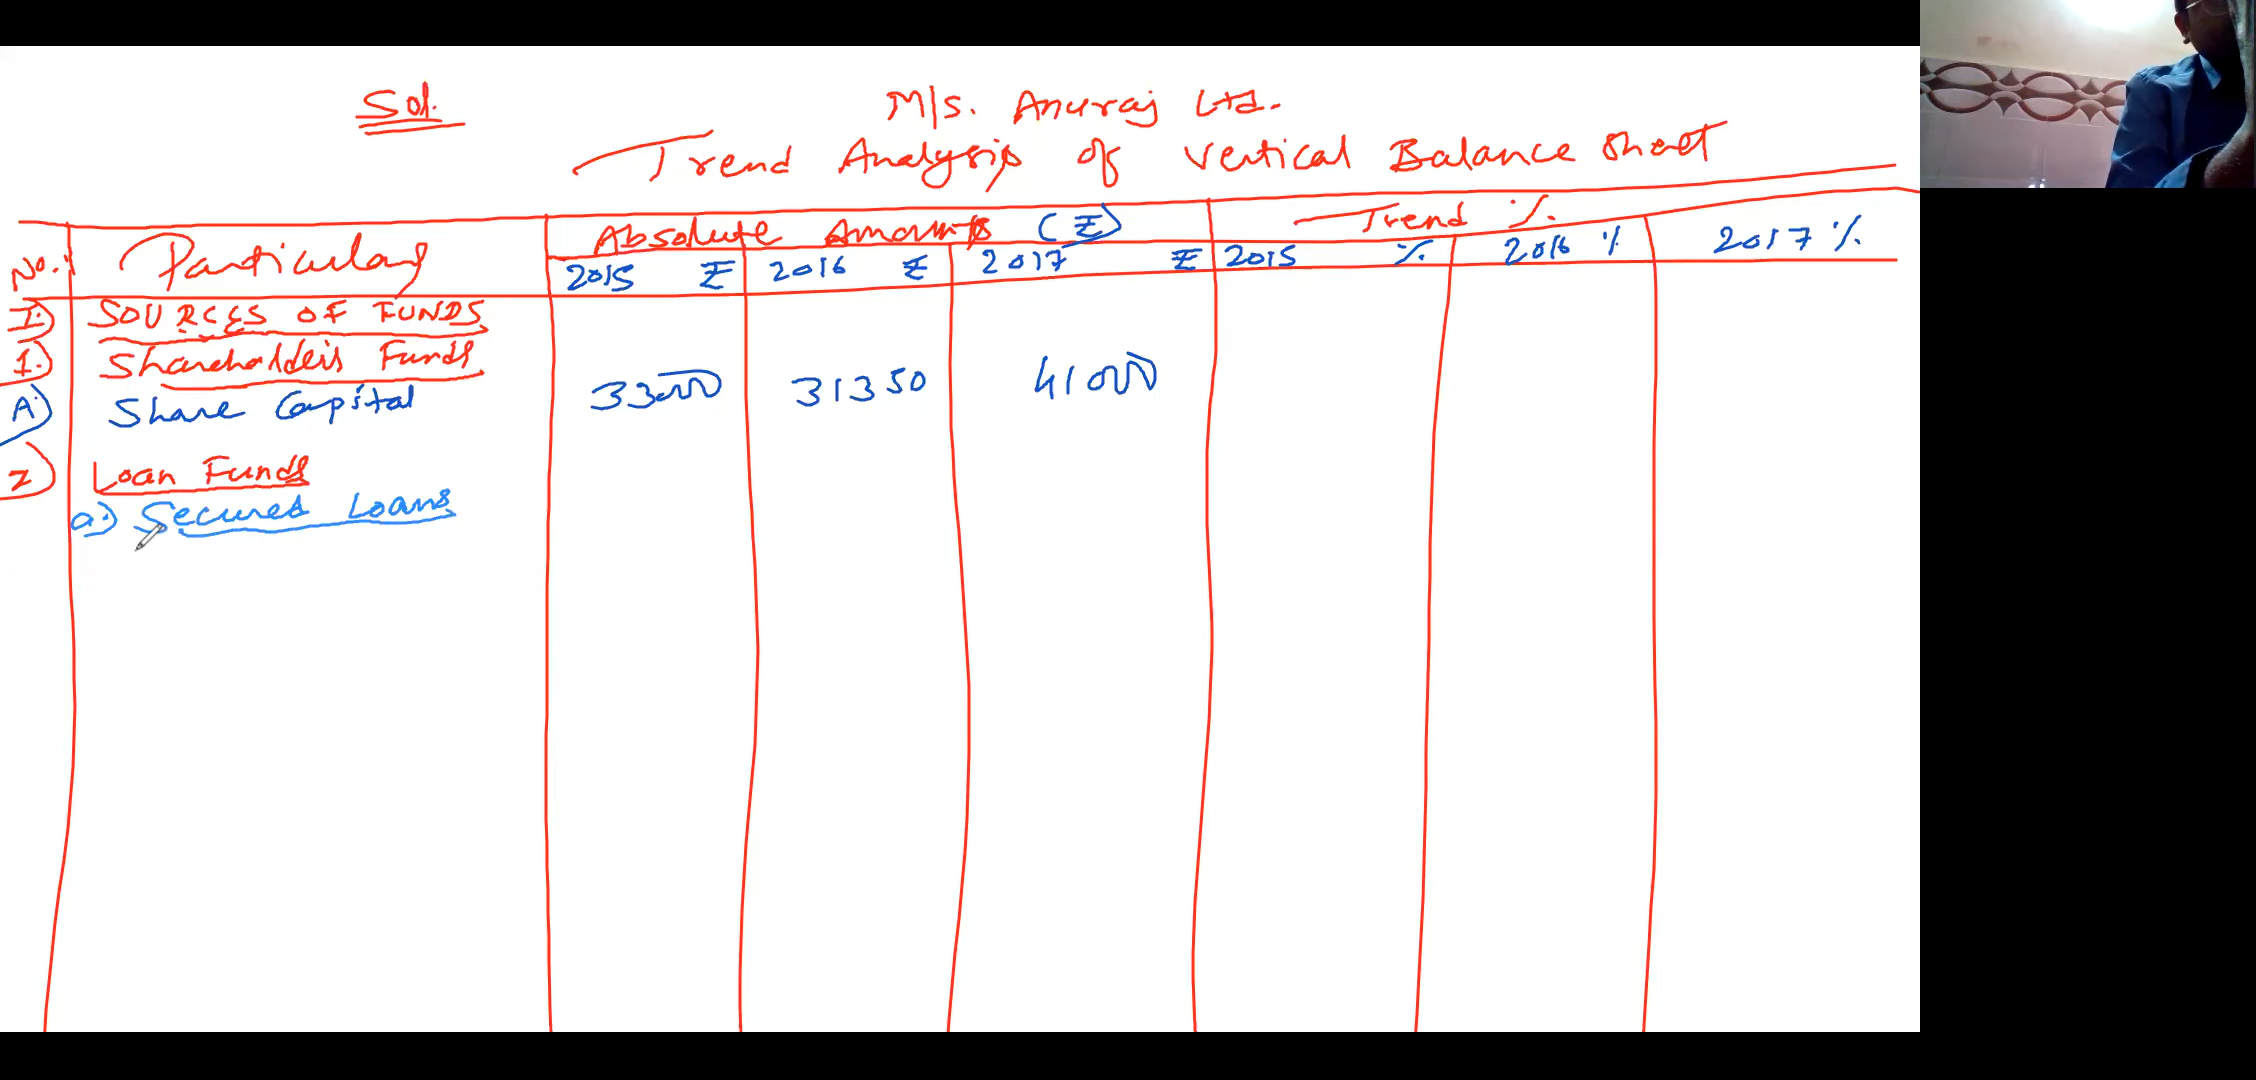 Sol.
M/s. Anuraj Ltd.
Trend Analysis of Vertical Balance Sheet
No. Particulars Absolute Amounts (₹) Trend %
2015 ₹ 2016 ₹ 2017 ₹ 2015 % 2016 % 2017 %
I) SOURCES OF FUNDS
1.) Shareholder's Funds
A) Share Capital 33000 31350 41000
2) Loan Funds
a.) Secured Loans